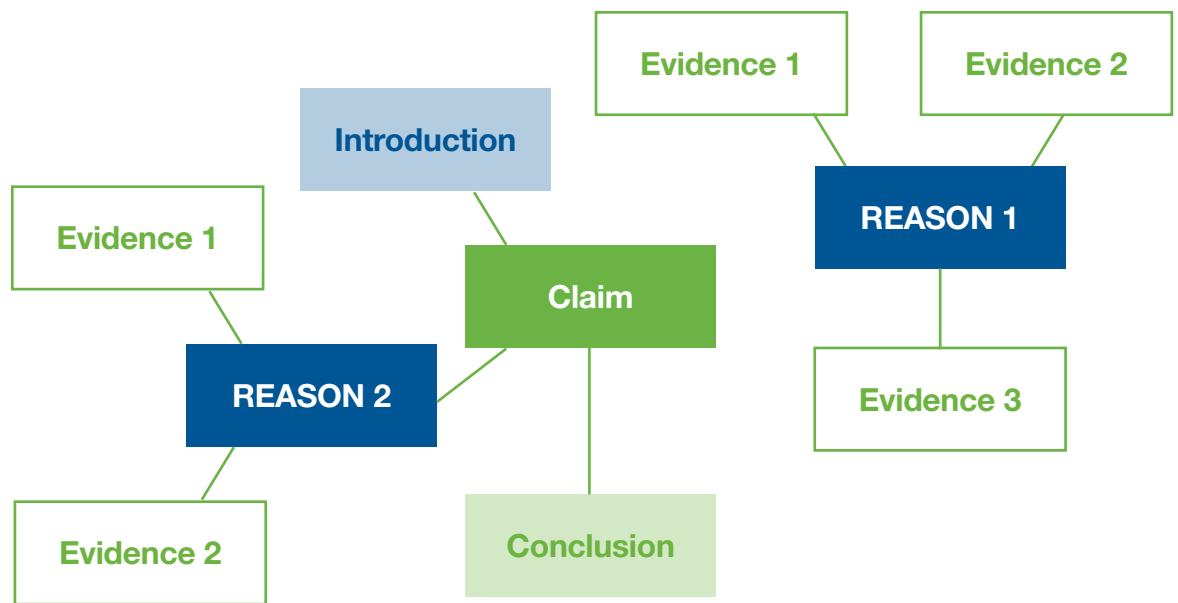 Evidence 1
Evidence 2
Introduction
REASON 1
Evidence 1
Claim
REASON 2
Evidence 3
Conclusion
Evidence 2